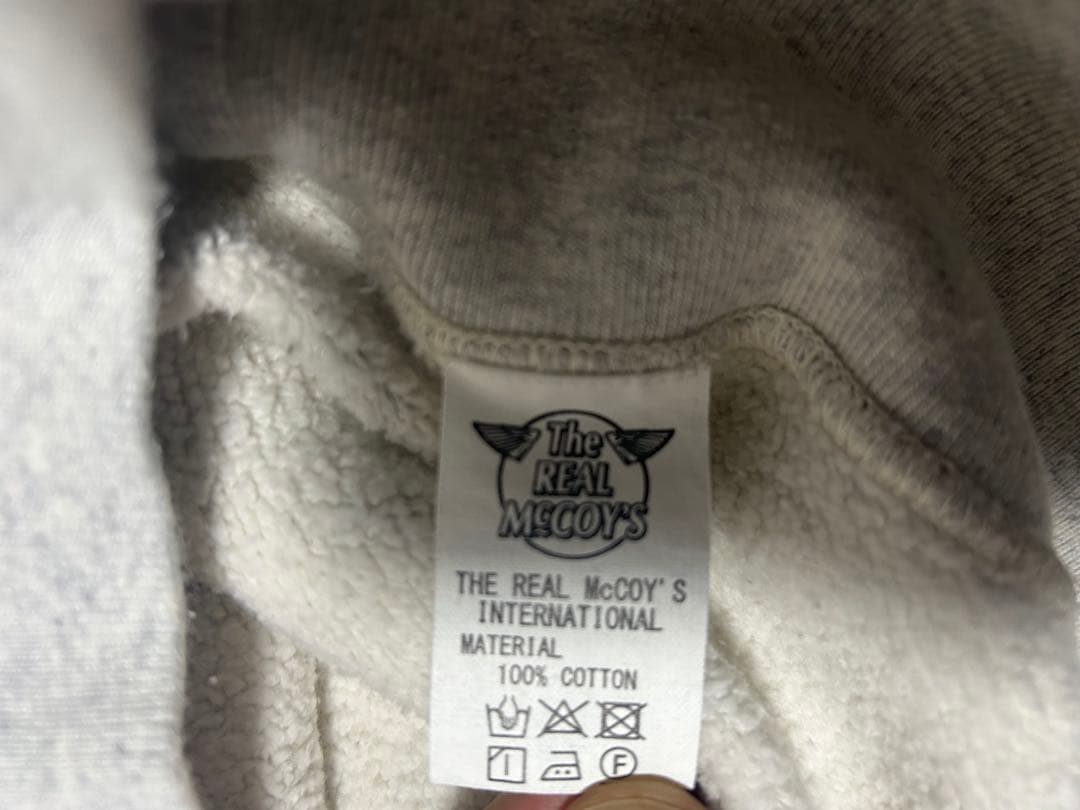 The
REAL
McCOY'S
THE REAL McCOY'S
INTERNATIONAL
MATERIAL
100% COTTON
F